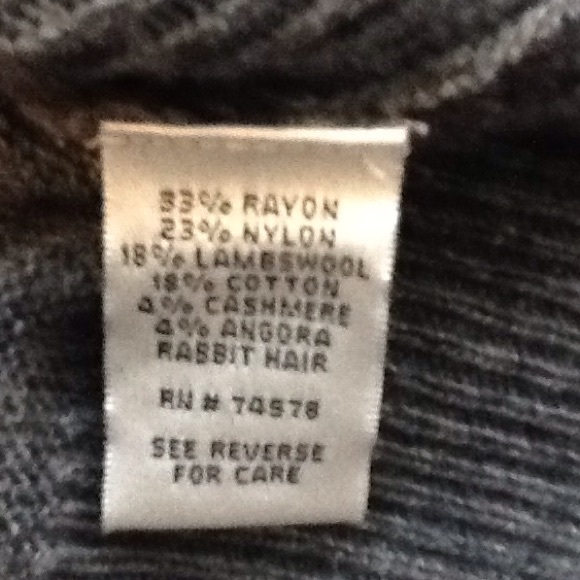 33% RAYON
23% NYLON
18% LAMBSWOOL
18% COTTON
4% CASHMERE
4% ANGORA
RABBIT HAIR
RN # 74978
SEE REVERSE
FOR CARE